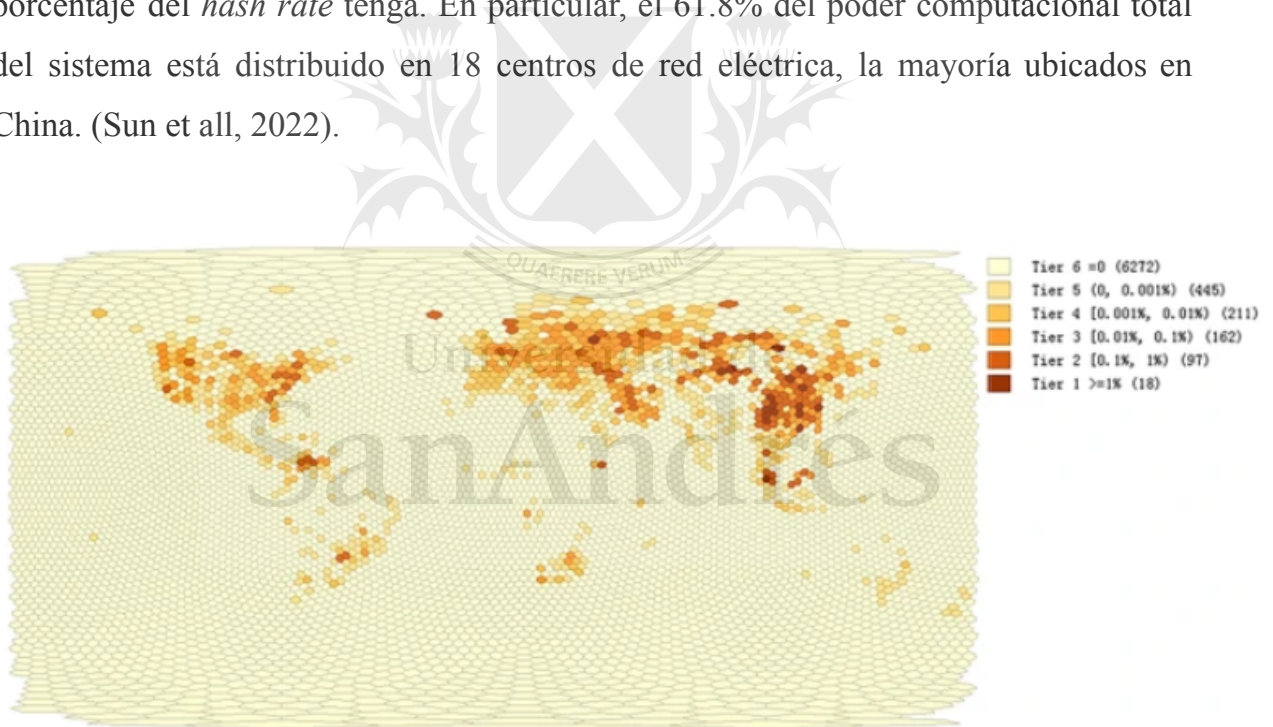 porcentaje del hash rate tenga. En particular, el 61.8% del poder computacional total
del sistema está distribuido en 18 centros de red eléctrica, la mayoría ubicados en
China. (Sun et all, 2022).
QUAERERE VERUM
Tier 6 =0 (6272)
Tier 5 (0, 0.001%) (445)
Tier 4 [0.001%, 0.01%) (211)
Tier 3 [0.01%, 0.1%) (162)
Tier 2 [0.1%, 1%) (97)
Tier 1 >=1% (18)
Universidad de
SanAndrés